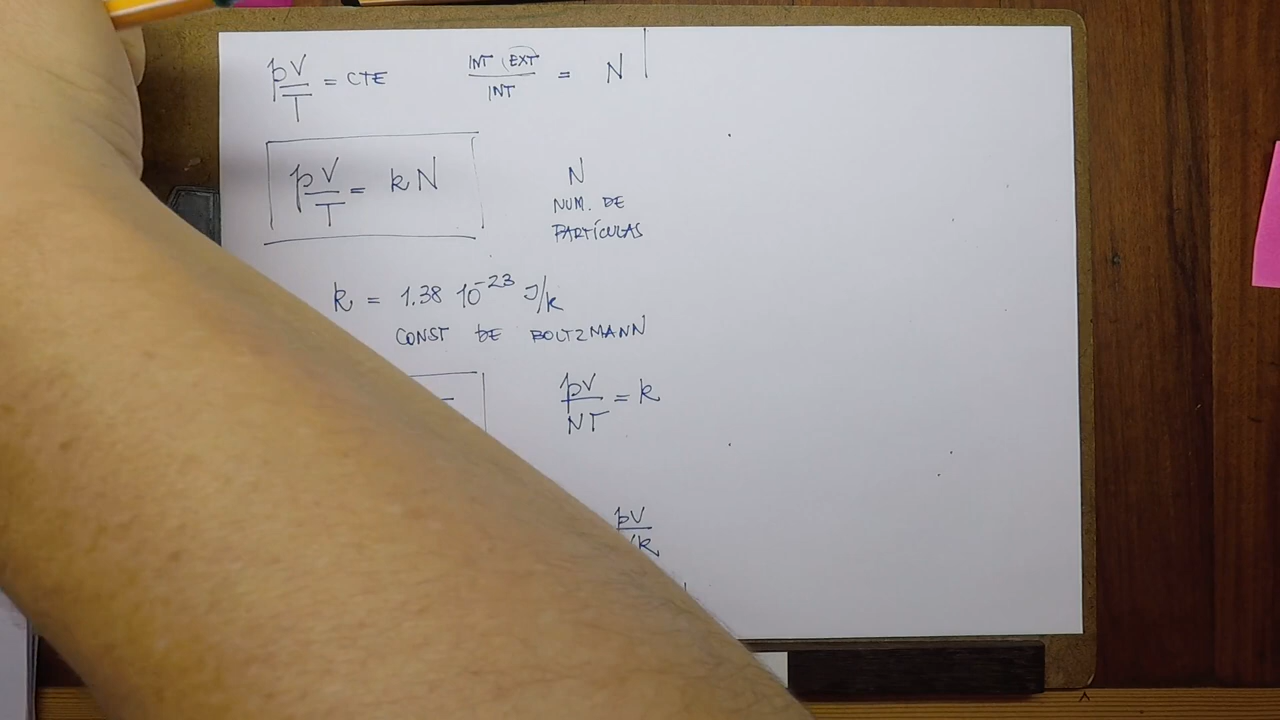 pV/T = CTE    INT (EXT/INT = N
pV/T = kN    N
NUM. DE
PARTÍCULAS
k = 1.38 10^-23 J/k
CONST DE BOLTZMANN
pV/NT = k
pV
k